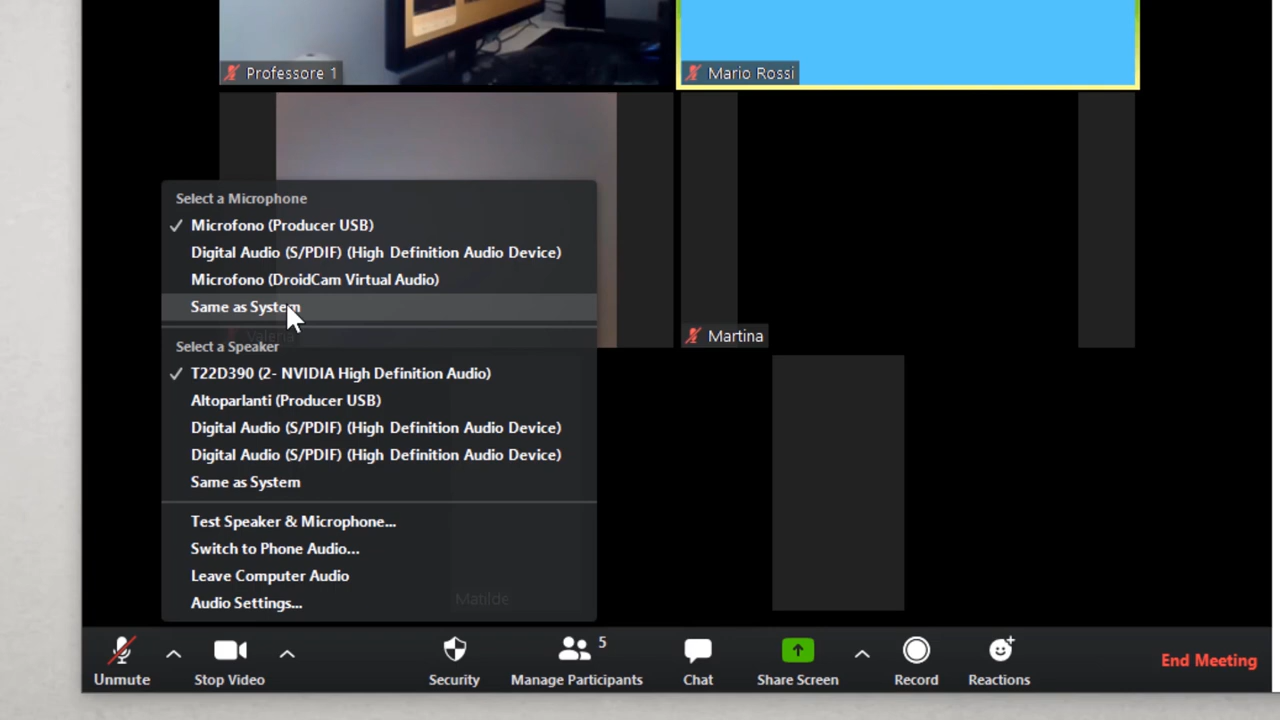 Professore 1
Mario Rossi
Select a Microphone
Microfono (Producer USB)
Digital Audio (S/PDIF) (High Definition Audio Device)
Microfono (DroidCam Virtual Audio)
Same as System
Valeria
Martina
Select a Speaker
T22D390 (2- NVIDIA High Definition Audio)
Altoparlanti (Producer USB)
Digital Audio (S/PDIF) (High Definition Audio Device)
Digital Audio (S/PDIF) (High Definition Audio Device)
Same as System
Test Speaker & Microphone...
Switch to Phone Audio...
Leave Computer Audio
Audio Settings...
Matilde
5
Unmute
Stop Video
Security
Manage Participants
Chat
Share Screen
Record
Reactions
End Meeting